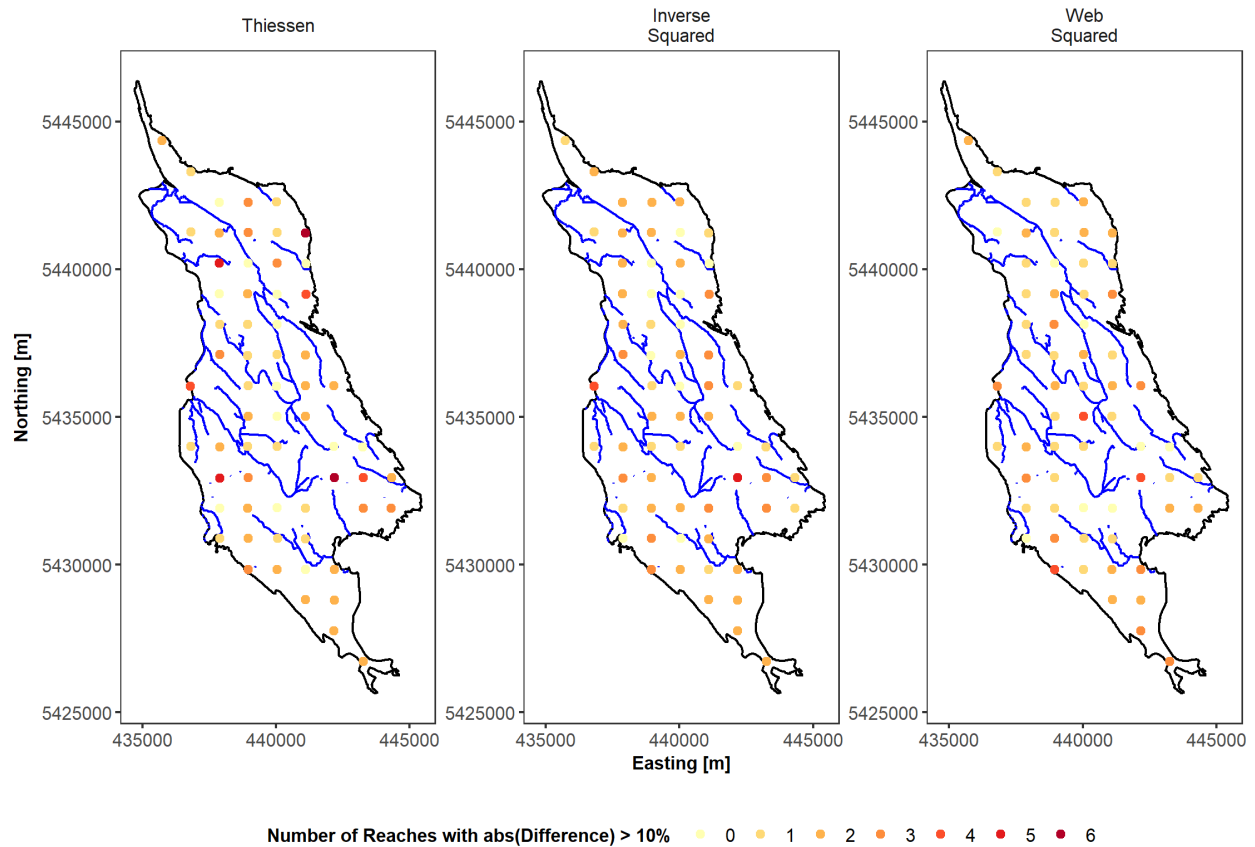 Thiessen
Inverse
Squared
Web
Squared
Northing [m]
5445000
5440000
5435000
5430000
5425000
5445000
5440000
5435000
5430000
5425000
5445000
5440000
5435000
5430000
5425000
435000 440000 445000
435000 440000 445000
435000 440000 445000
Easting [m]
Number of Reaches with abs(Difference) > 10% 0 1 2 3 4 5 6